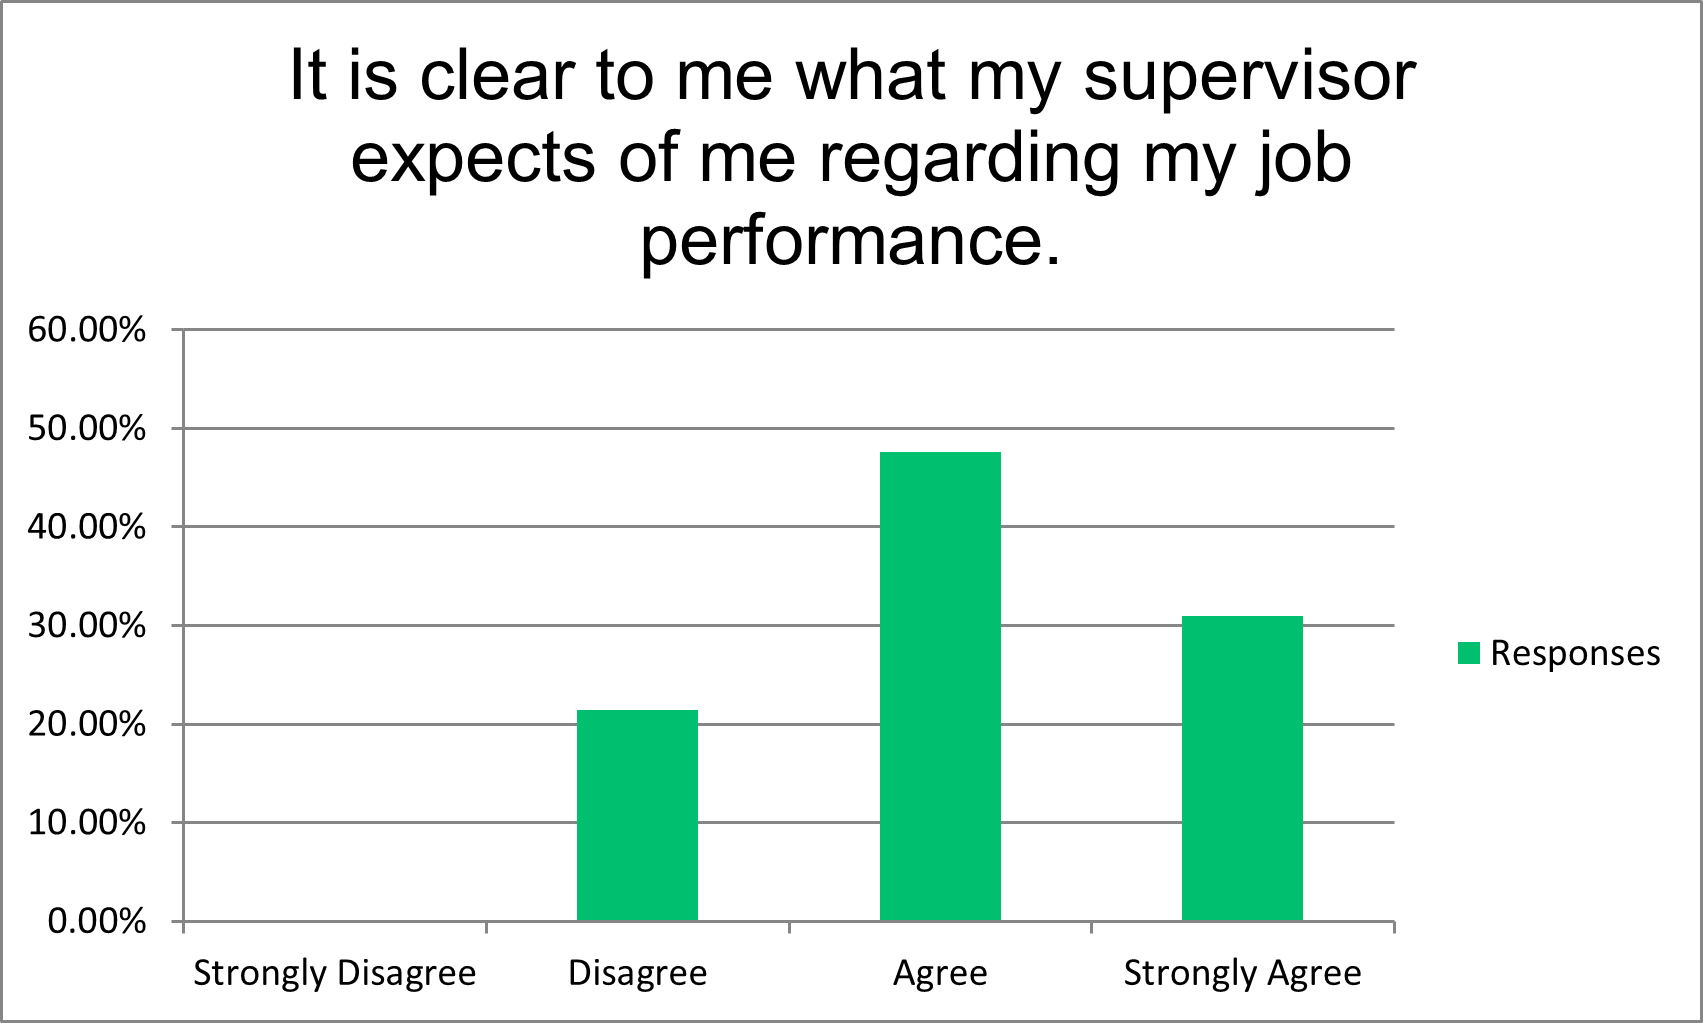 It is clear to me what my supervisor
expects of me regarding my job
performance.
60.00%
50.00%
40.00%
30.00%
20.00%
10.00%
0.00%
Strongly Disagree
Disagree
Agree
Strongly Agree
Responses